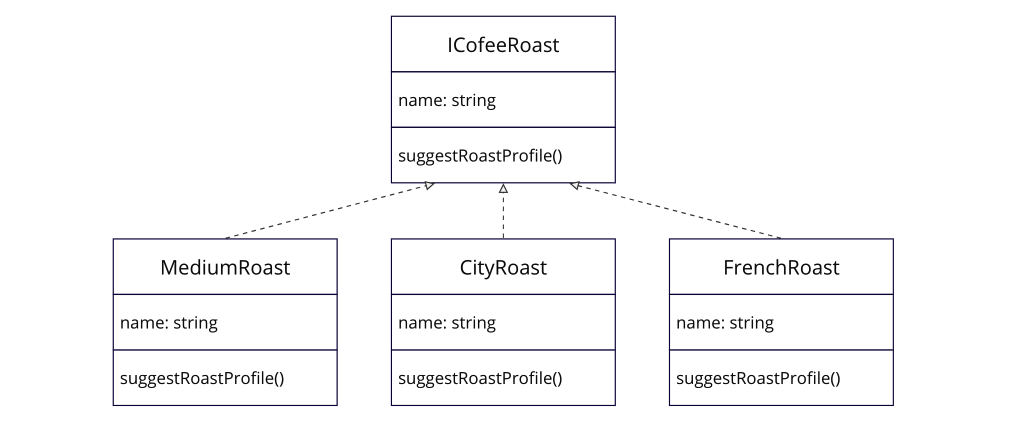 ICofeeRoast
name: string
suggestRoastProfile()
MediumRoast
name: string
suggestRoastProfile()
CityRoast
name: string
suggestRoastProfile()
FrenchRoast
name: string
suggestRoastProfile()